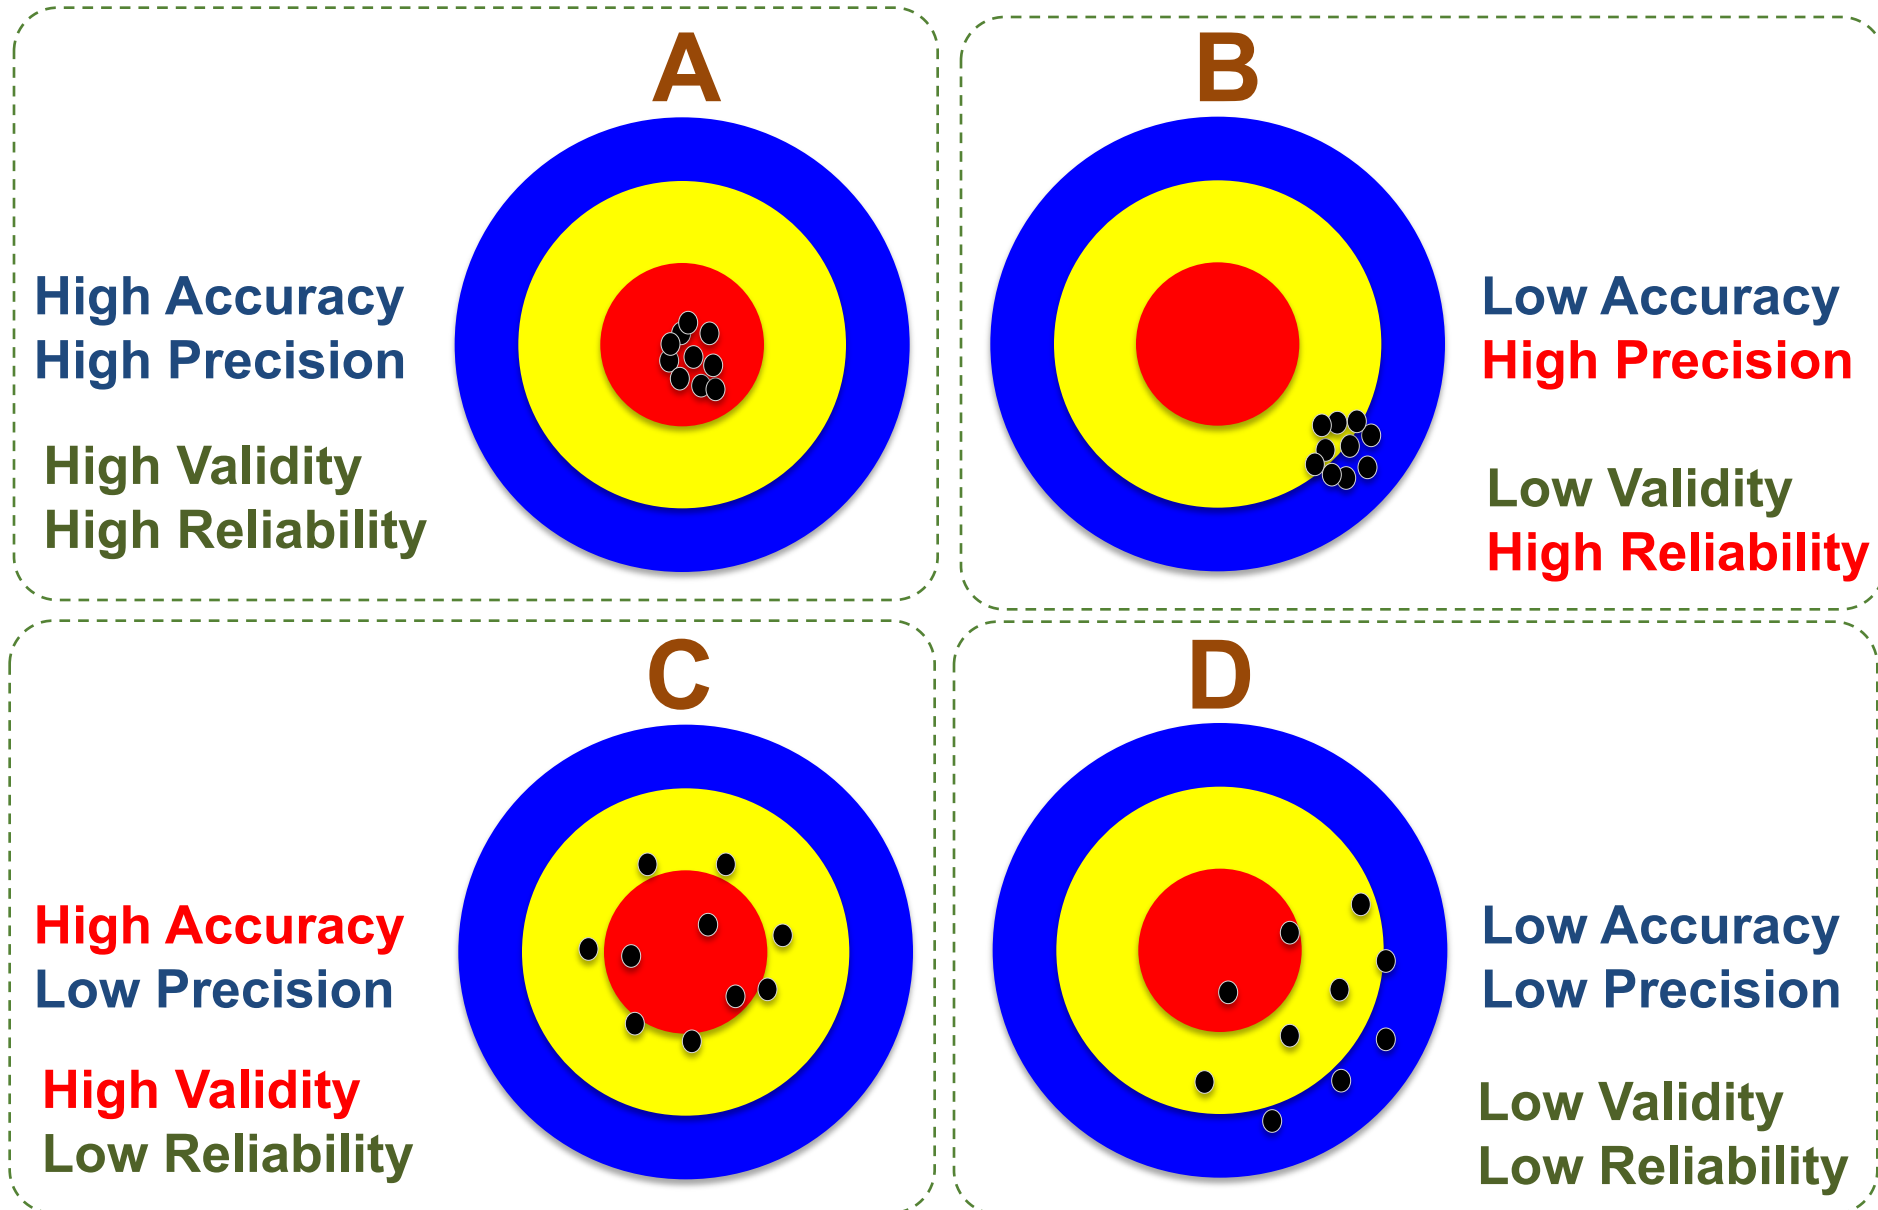 A
High Accuracy
High Precision
High Validity
High Reliability
B
Low Accuracy
High Precision
Low Validity
High Reliability
C
High Accuracy
Low Precision
High Validity
Low Reliability
D
Low Accuracy
Low Precision
Low Validity
Low Reliability